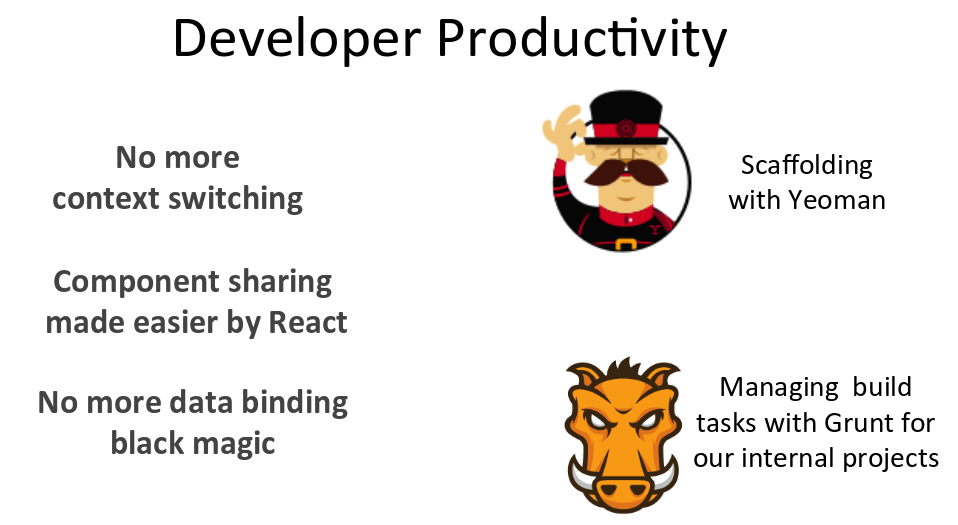 Developer Productivity
No more
context switching
Component sharing
made easier by React
No more data binding
black magic
Scaffolding
with Yeoman
Managing  build
tasks with Grunt for
our internal projects